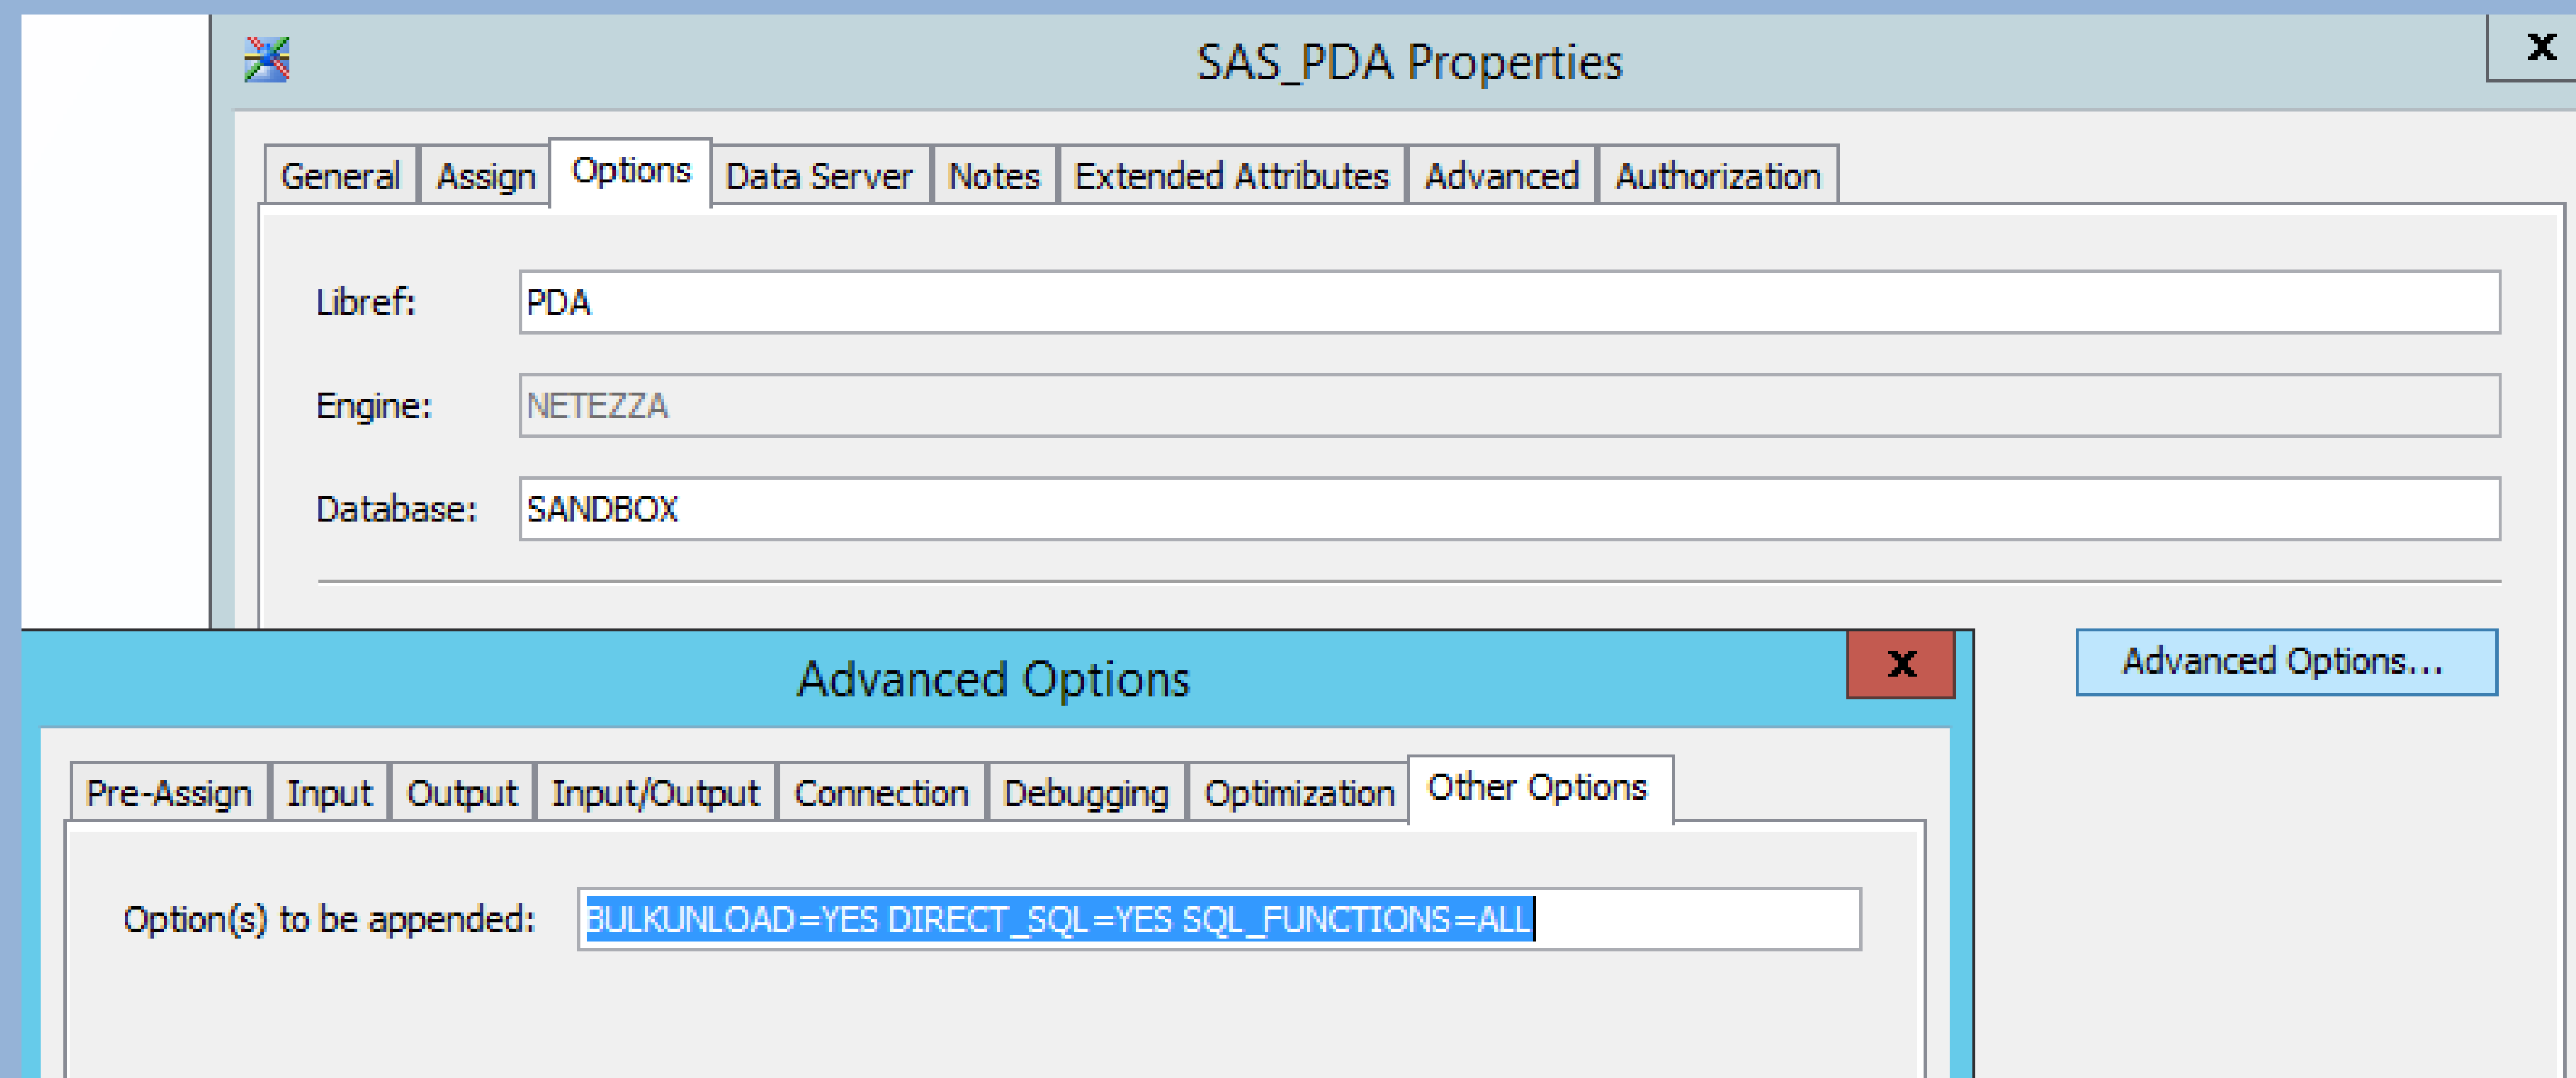 SAS_PDA Properties
x
General Assign Options Data Server Notes Extended Attributes Advanced Authorization
Libref: PDA
Engine: NETEZZA
Database: SANDBOX
Advanced Options...
Advanced Options
x
Pre-Assign Input Output Input/Output Connection Debugging Optimization Other Options
Option(s) to be appended: BULKUNLOAD=YES DIRECT_SQL=YES SQL_FUNCTIONS=ALL